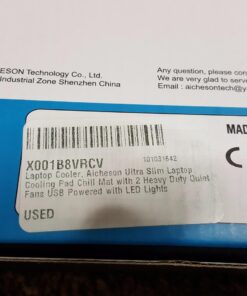 ESON Technology Co., Ltd
Industrial Zone Shenzhen.China
Any question, please con
We are very glad to serve
Email : aichesontech@y
MAD
X001B8VRCV
101031642
Laptop Cooler, Aicheson Ultra Slim Laptop
Cooling Pad Chill Mat with 2 Heavy Duty Quiet
Fans USB Powered with LED Lights
USED